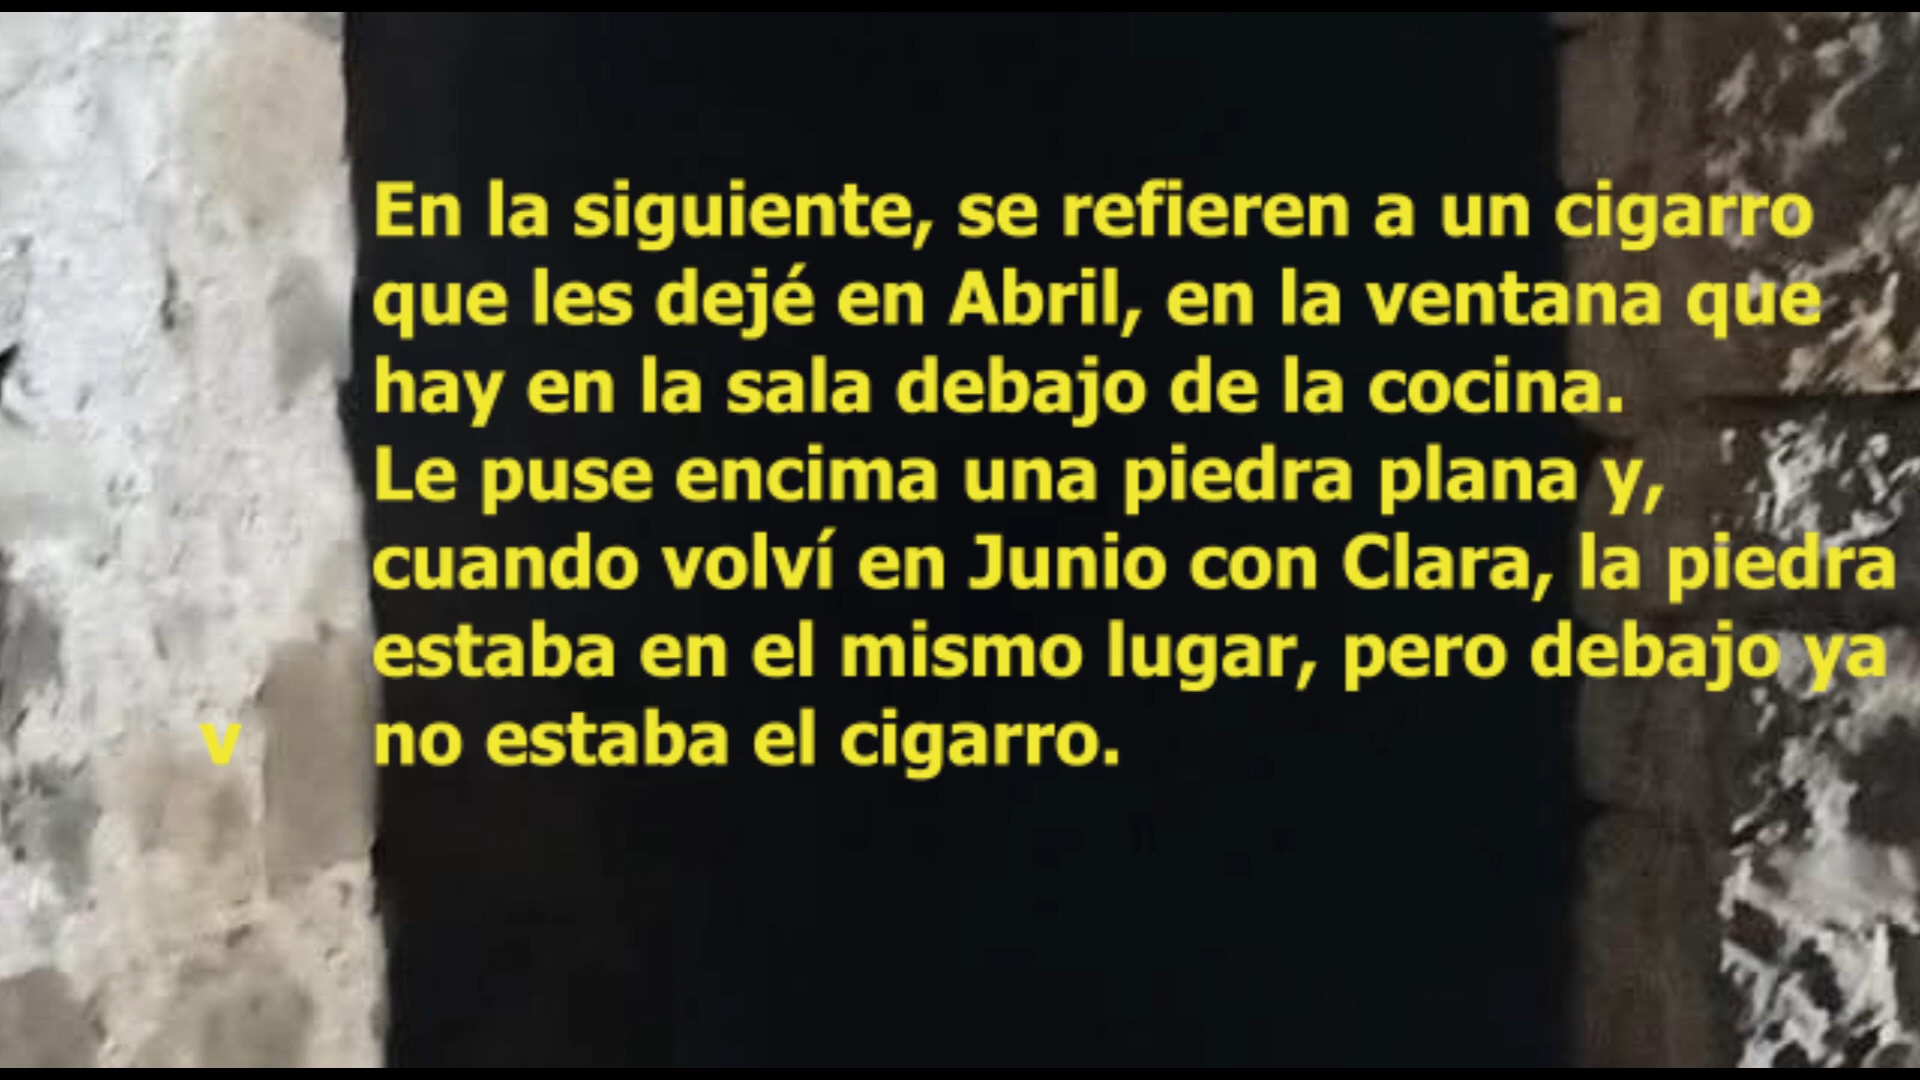 En la siguiente, se refieren a un cigarro
que les dejé en Abril, en la ventana que
hay en la sala debajo de la cocina.
Le puse encima una piedra plana y,
cuando volví en Junio con Clara, la piedra
estaba en el mismo lugar, pero debajo ya
v no estaba el cigarro.